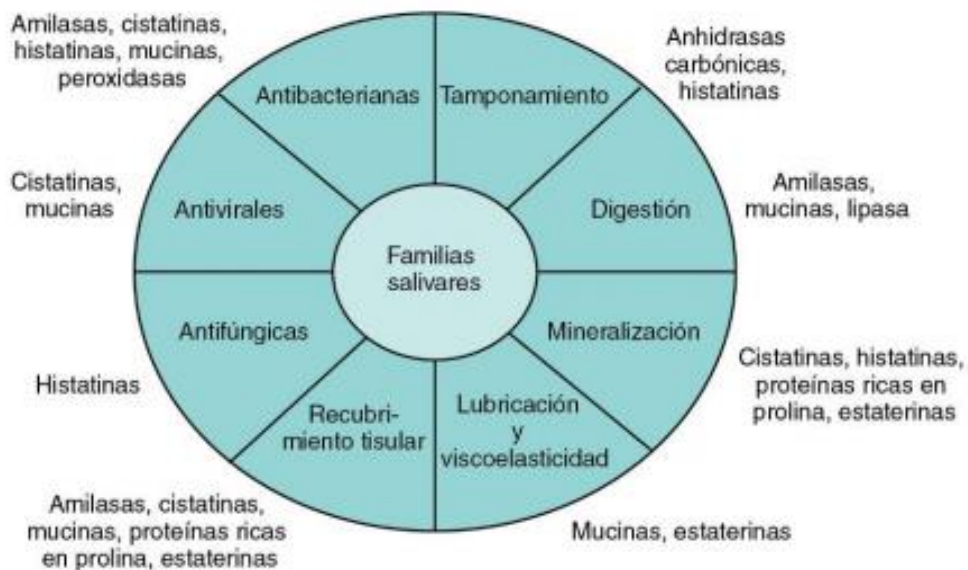 Amilasas, cistatinas,
histatinas, mucinas,
peroxidasas
Anhidrasas
carbónicas,
histatinas
Antibacterianas
Tamponamiento
Cistatinas,
mucinas
Antivirales
Digestión
Amilasas,
mucinas, lipasa
Familias
salivares
Antifúngicas
Mineralización
Histatinas
Cistatinas, histatinas,
proteínas ricas en
prolina, estaterinas
Recubri-
miento tisular
Lubricación
y
viscoelasticidad
Amilasas, cistatinas,
mucinas, proteínas ricas
en prolina, estaterinas
Mucinas, estaterinas